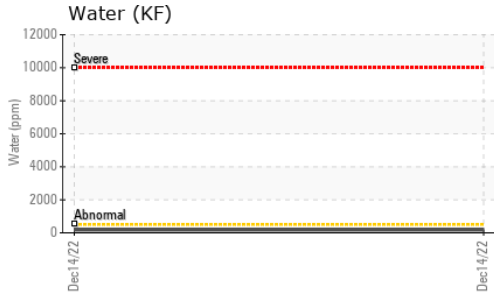 Water (KF)
12000
Severe
10000
8000
Water (ppm)
6000
4000
2000
Abnormal
0
Dec14/22
Dec14/22